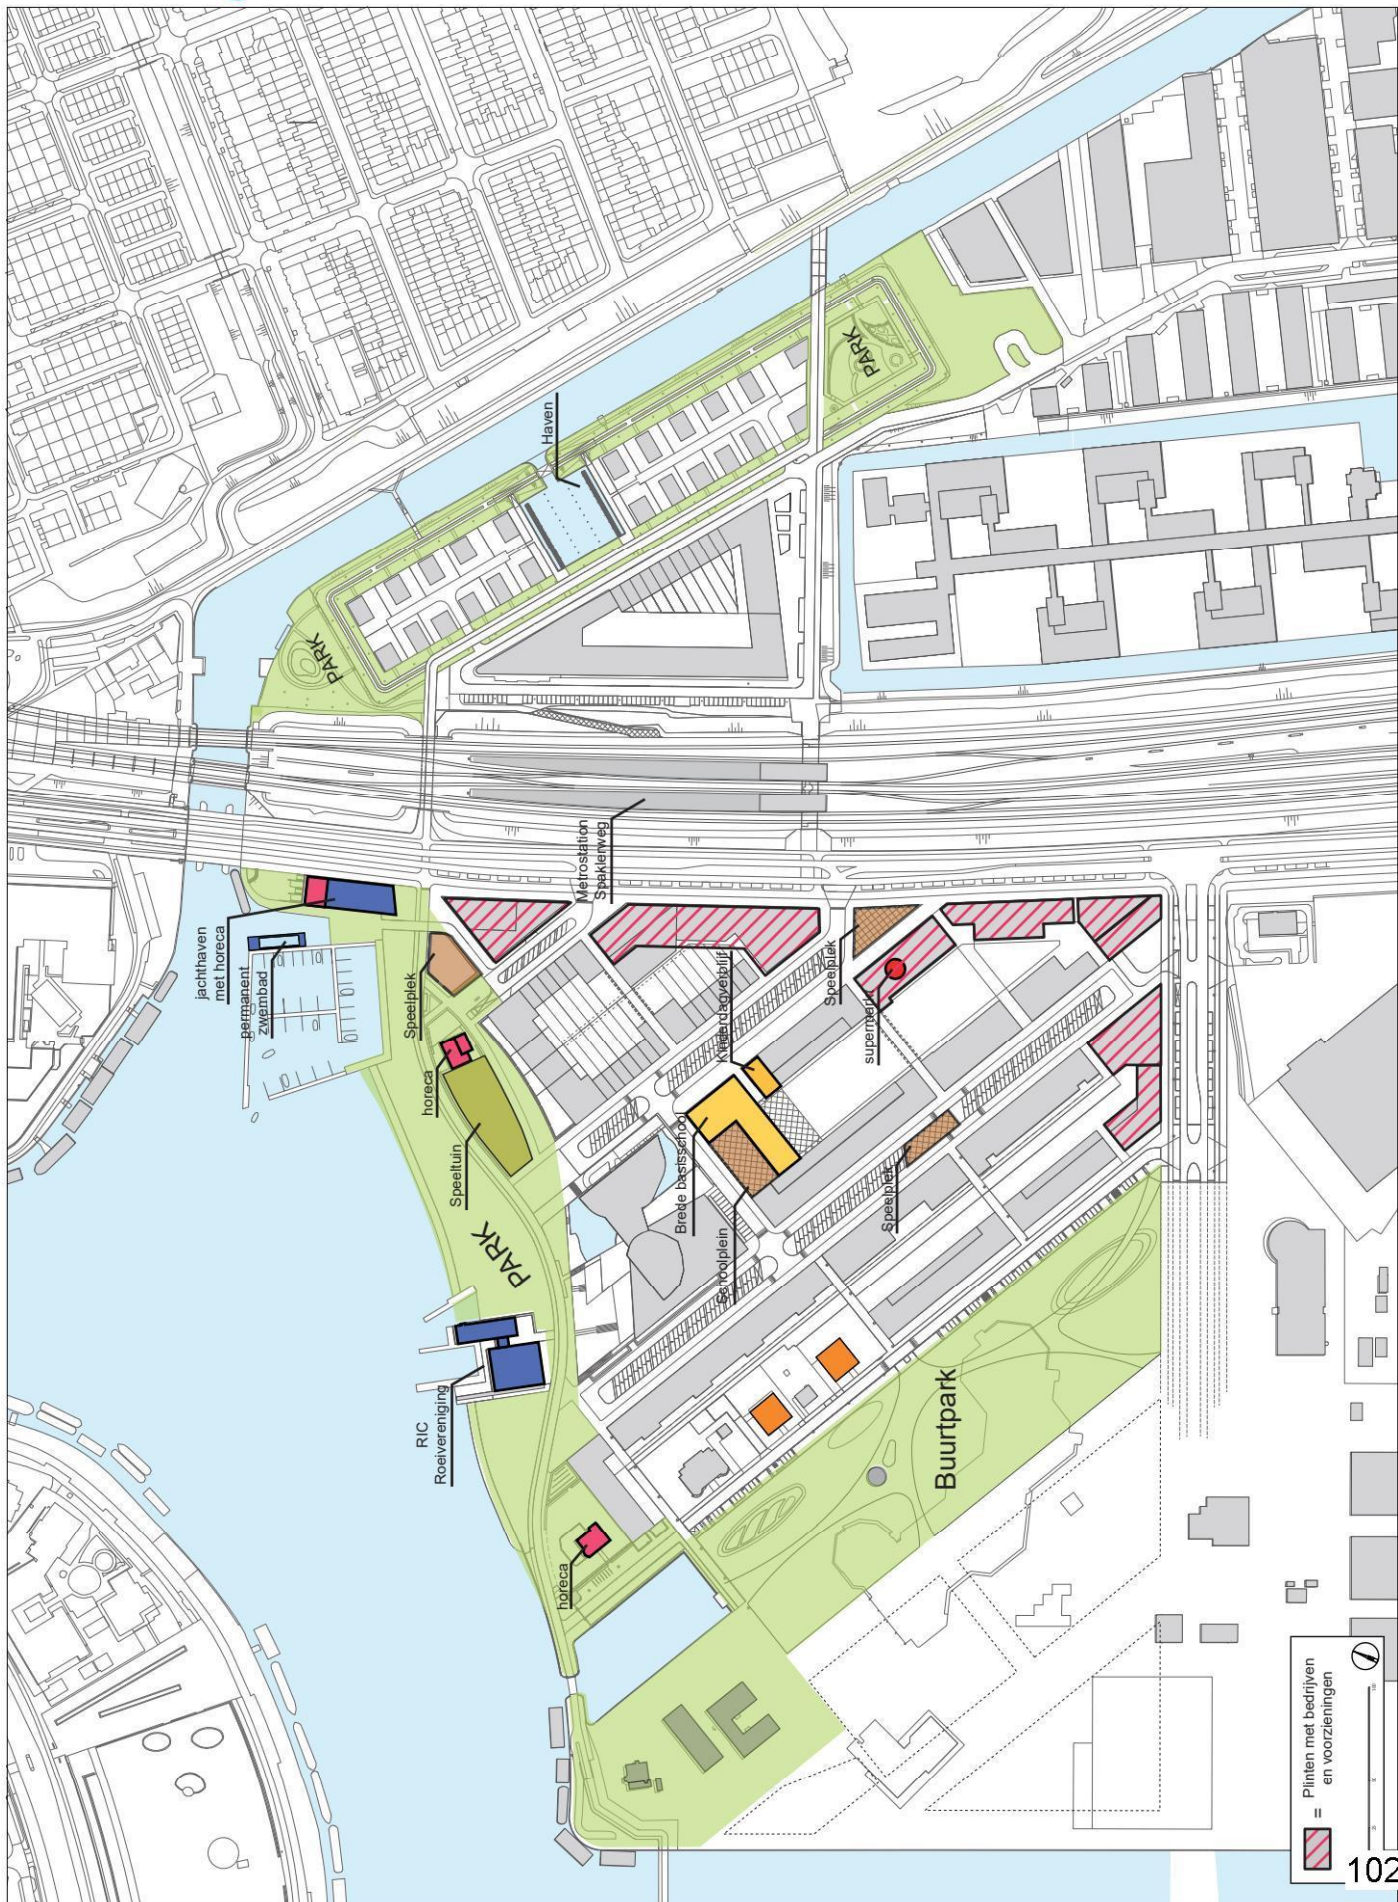 PARK
Haven
PARK
Metrostation
Spaklerweg
jachthaven
met horeca
permanent
zwembad
Speelplek
horeca
Speeltuin
PARK
Kinderdagverblijf
Speelplek
supermarkt
Brede basisschool
Schoolplein
Speelplek
RIC
Roeivereniging
horeca
Buurtpark
= Plinten met bedrijven
en voorzieningen
102